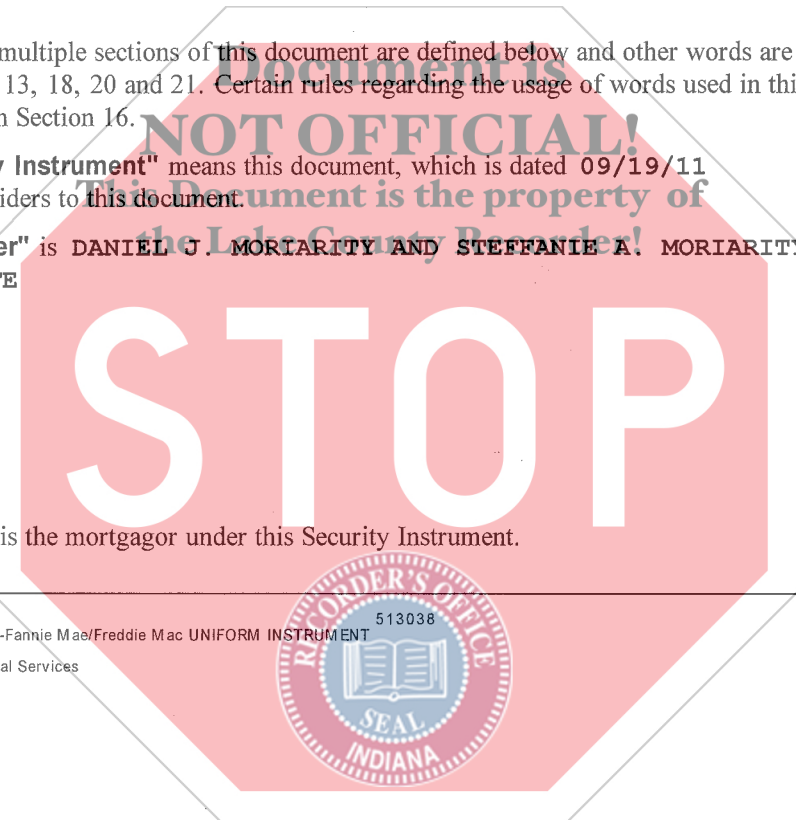 multiple sections of this document are defined below and other words are
13, 18, 20 and 21. Certain rules regarding the usage of words used in thi
n Section 16.
y Instrument" means this document, which is dated 09/19/11
iders to this document.
er" is DANIEL J. MORIARITY AND STEFFANIE A. MORIARITY
TE
Document is
NOT OFFICIAL!
This Document is the property of
the Lake County Recorder!
STOP
is the mortgagor under this Security Instrument.
-Fannie Mae/Freddie Mac UNIFORM INSTRUMENT
513038
al Services
RECORDER'S OFFICE
SEAL
INDIANA